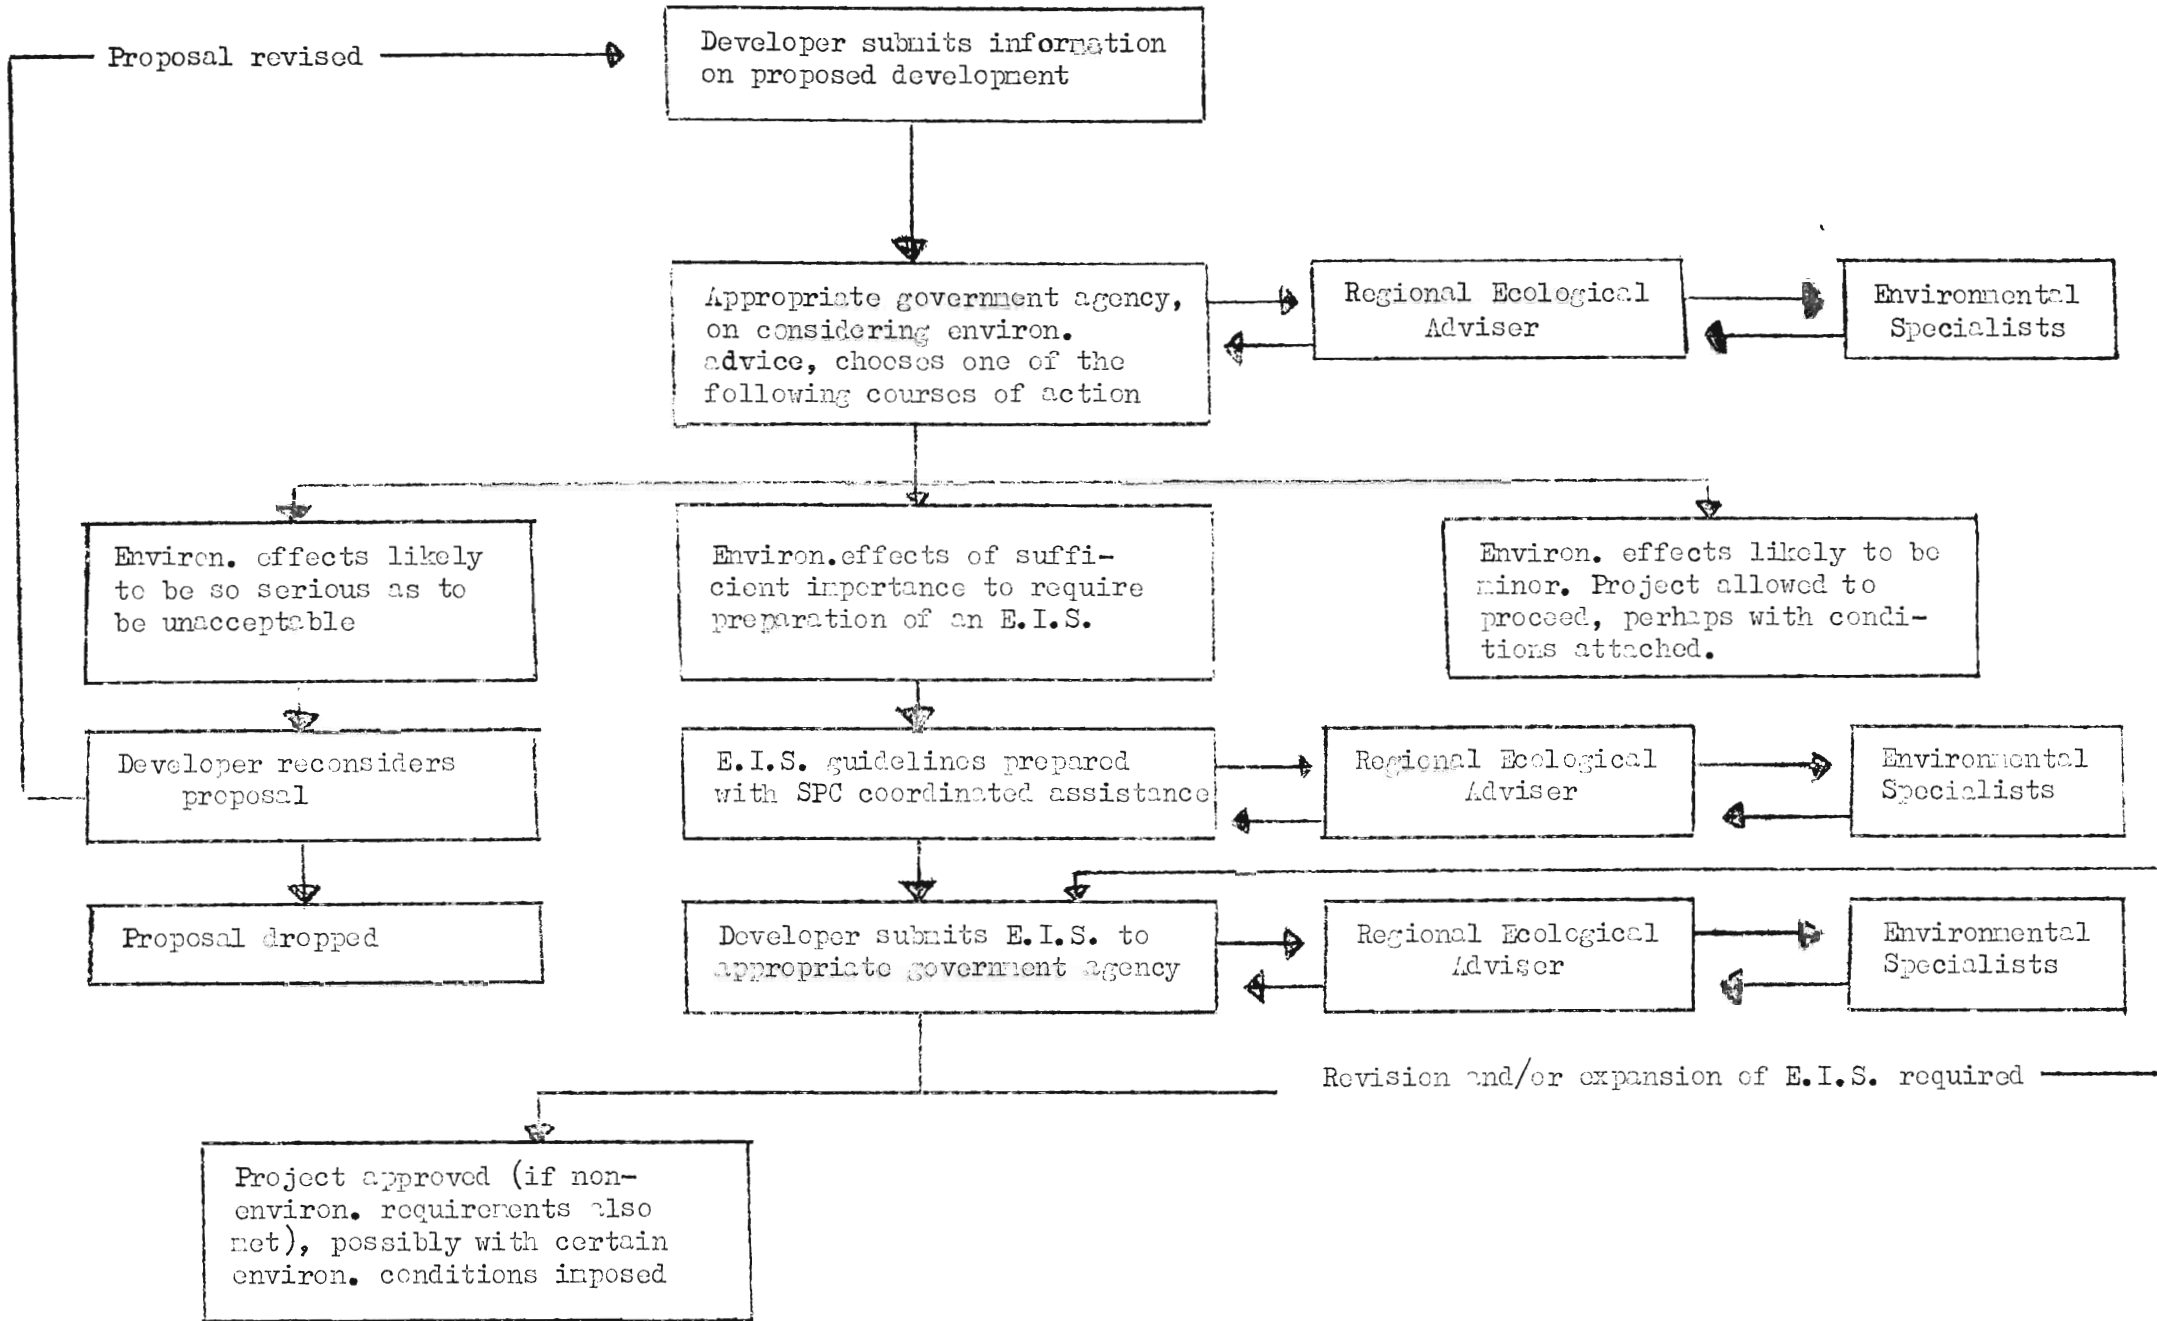 Proposal revised
Developer submits information
on proposed development
Appropriate government agency,
on considering environ.
advice, chooses one of the
following courses of action
Regional Ecological
Adviser
Environmental
Specialists
Environ. effects likely
to be so serious as to
be unacceptable
Environ.effects of suffi-
cient importance to require
preparation of an E.I.S.
Environ. effects likely to be
minor. Project allowed to
proceed, perhaps with condi-
tions attached.
Developer reconsiders
proposal
E.I.S. guidelines prepared
with SPC coordinated assistance
Regional Ecological
Adviser
Environmental
Specialists
Proposal dropped
Developer submits E.I.S. to
appropriate government agency
Regional Ecological
Adviser
Environmental
Specialists
Revision and/or expansion of E.I.S. required
Project approved (if non-
environ. requirements also
met), possibly with certain
environ. conditions imposed